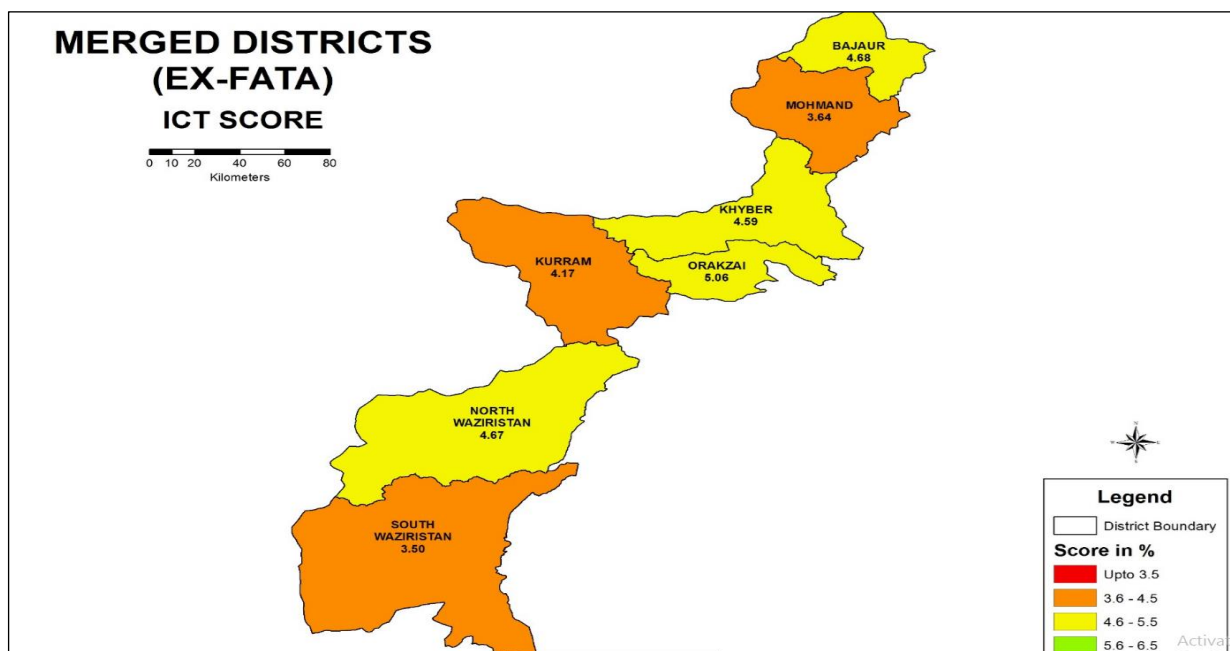 MERGED DISTRICTS
(EX-FATA)
ICT SCORE
0 10 20 40 60 80
Kilometers
BAJAUR
4.68
MOHMAND
3.64
KHYBER
4.59
ORAKZAI
5.06
KURRAM
4.17
NORTH
WAZIRISTAN
4.67
SOUTH
WAZIRISTAN
3.50
N
W E
S
Legend
District Boundary
Score in %
Upto 3.5
3.6 - 4.5
4.6 - 5.5
5.6 - 6.5
Activat